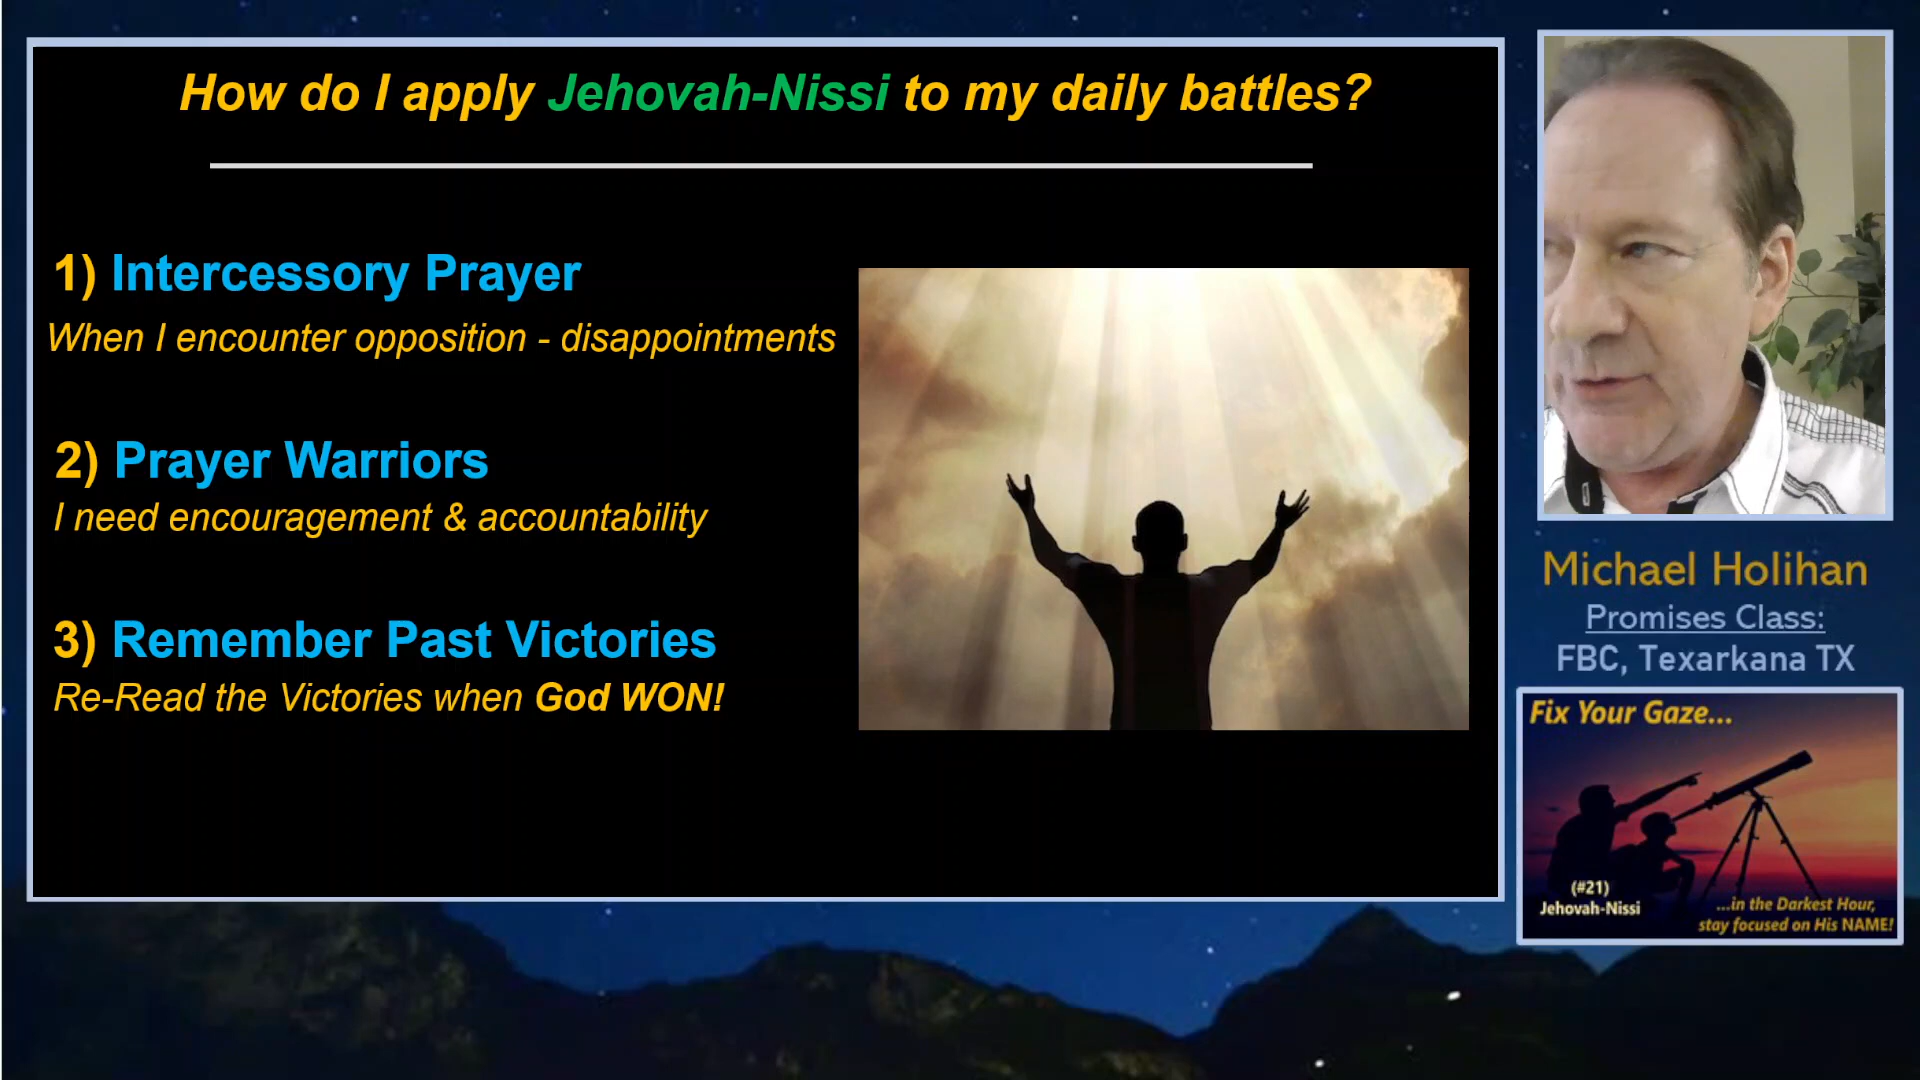 How do I apply Jehovah-Nissi to my daily battles?
1) Intercessory Prayer
When I encounter opposition - disappointments
2) Prayer Warriors
I need encouragement & accountability
3) Remember Past Victories
Re-Read the Victories when God WON!
Michael Holihan
Promises Class:
FBC, Texarkana TX
Fix Your Gaze...
(#21)
Jehovah-Nissi
...in the Darkest Hour,
stay focused on His NAME!